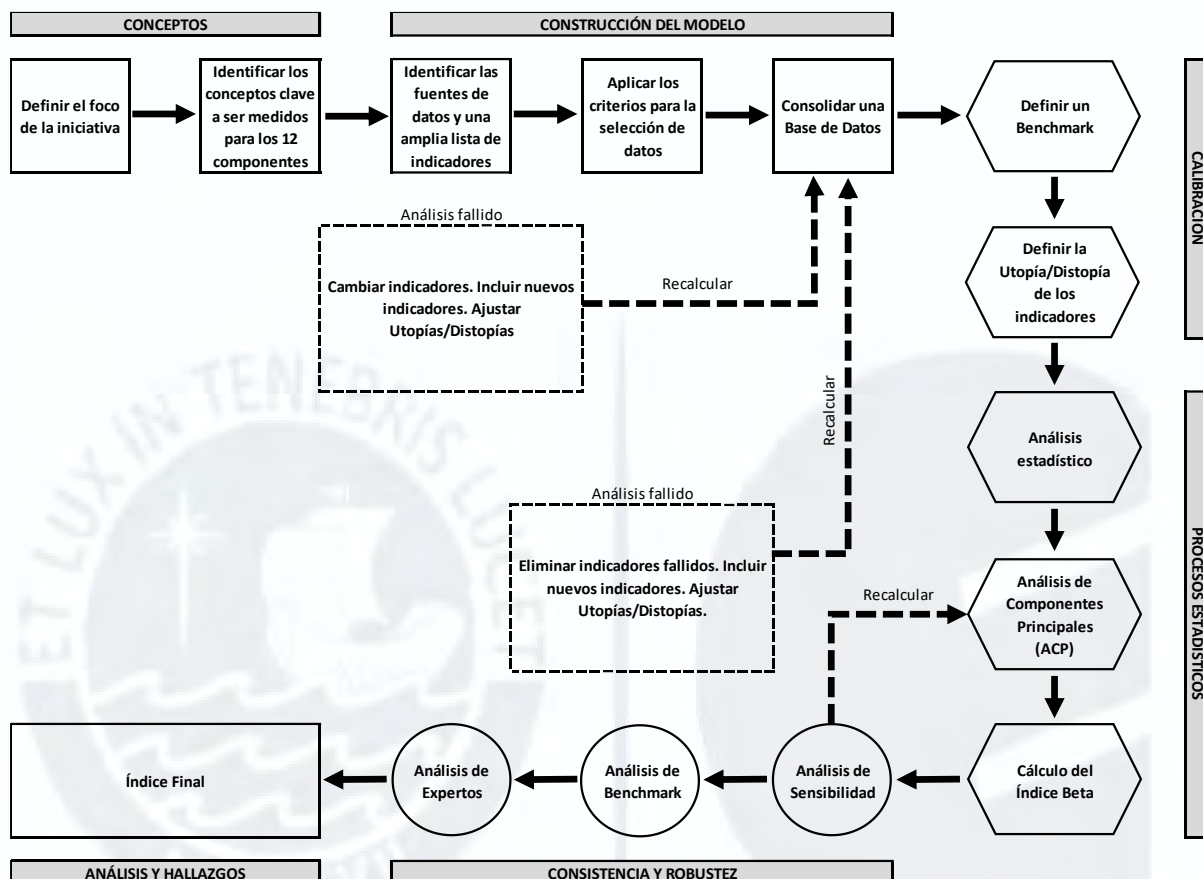 CONCEPTOS
CONSTRUCCIÓN DEL MODELO
Definir el foco
de la iniciativa
Identificar los
conceptos clave
a ser medidos
para los 12
componentes
Identificar las
fuentes de
datos y una
amplia lista de
indicadores
Aplicar los
criterios para la
selección de
datos
Consolidar una
Base de Datos
Definir un
Benchmark
CALIBRACIÓN
Análisis fallido
Cambiar indicadores. Incluir nuevos
indicadores. Ajustar
Utopías/Distopías
Recalcular
Definir la
Utopía/Distopía
de los
indicadores
Recalcular
Análisis
estadístico
Análisis fallido
Eliminar indicadores fallidos. Incluir
nuevos indicadores. Ajustar
Utopías/Distopías.
Recalcular
Análisis de
Componentes
Principales
(ACP)
PROCESOS ESTADÍSTICOS
Índice Final
Análisis de
Expertos
Análisis de
Benchmark
Análisis de
Sensibilidad
Cálculo del
Índice Beta
ANÁLISIS Y HALLAZGOS
CONSISTENCIA Y ROBUSTEZ
ET LUX IN TENEBRIS LUCET